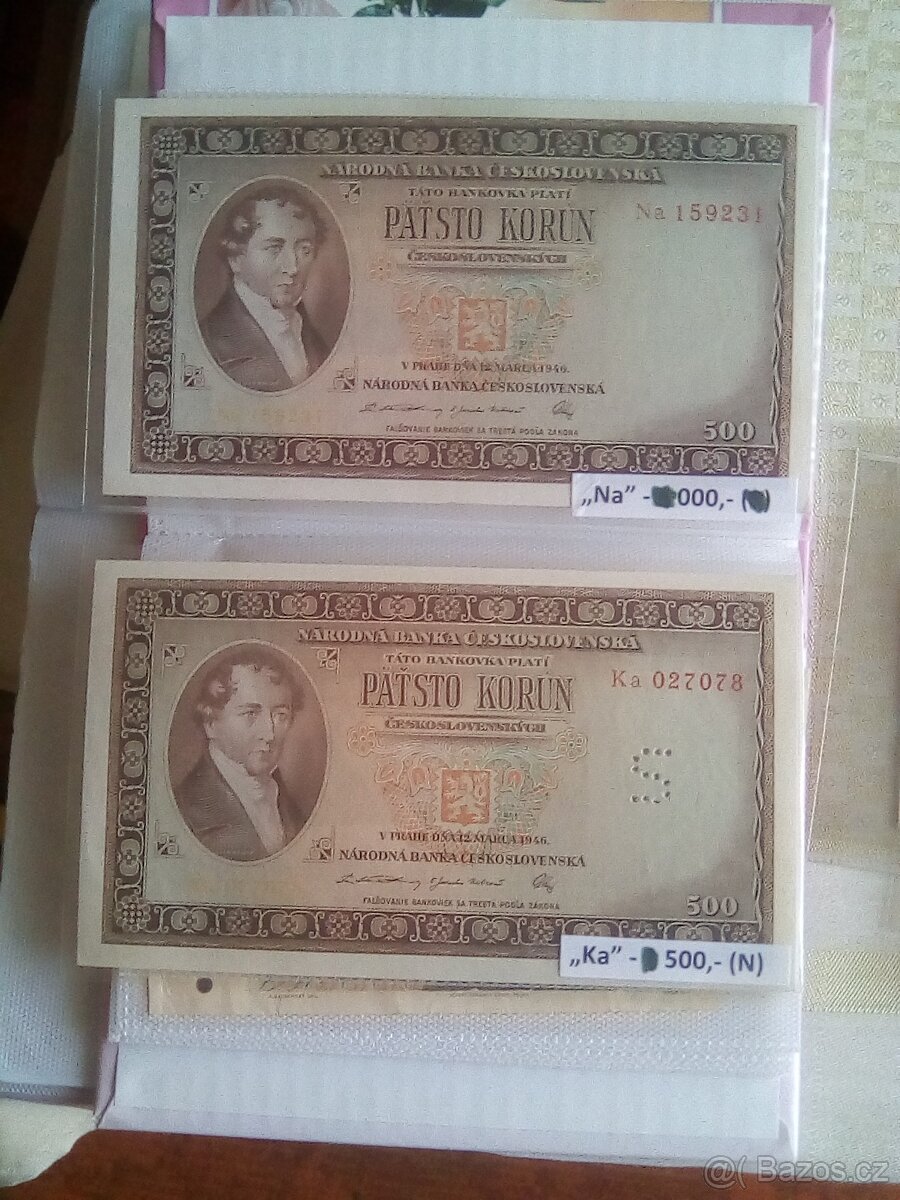 NÁRODNÁ BANKA ČESKOSLOVENSKÁ
TÁTO BANKOVKA PLATÍ
PÄŤSTO KORÚN
Na 159231
ČESKOSLOVENSKÝCH
V PRAHE DŇA 12. MARCA 1946.
NÁRODNÁ BANKA ČESKOSLOVENSKÁ
FALŠOVANIE BANKOVIEK SA TRESTÁ PODĽA ZÁKONA
500
„Na” - 000,- ( )
NÁRODNÁ BANKA ČESKOSLOVENSKÁ
TÁTO BANKOVKA PLATÍ
PÄŤSTO KORÚN
Ka 027078
ČESKOSLOVENSKÝCH
S
V PRAHE DŇA 12. MARCA 1946.
NÁRODNÁ BANKA ČESKOSLOVENSKÁ
FALŠOVANIE BANKOVIEK SA TRESTÁ PODĽA ZÁKONA
500
„Ka” - 500,- (N)
@ Bazos.cz